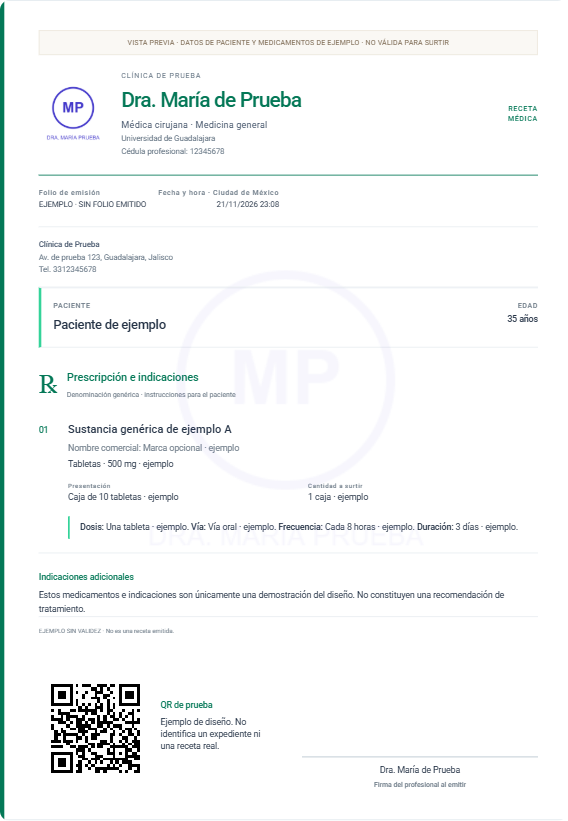 VISTA PREVIA · DATOS DE PACIENTE Y MEDICAMENTOS DE EJEMPLO · NO VÁLIDA PARA SURTIR
CLÍNICA DE PRUEBA
MP
DRA. MARÍA PRUEBA
Dra. María de Prueba
Médica cirujana · Medicina general
Universidad de Guadalajara
Cédula profesional: 12345678
RECETA
MÉDICA
Folio de emisión
EJEMPLO · SIN FOLIO EMITIDO
Fecha y hora · Ciudad de México
21/11/2026 23:08
Clínica de Prueba
Av. de prueba 123, Guadalajara, Jalisco
Tel. 3312345678
PACIENTE
Paciente de ejemplo
EDAD
35 años
MP
DRA. MARÍA PRUEBA
℞
Prescripción e indicaciones
Denominación genérica · Instrucciones para el paciente
01
Sustancia genérica de ejemplo A
Nombre comercial: Marca opcional · ejemplo
Tabletas · 500 mg · ejemplo
Presentación
Caja de 10 tabletas · ejemplo
Cantidad a surtir
1 caja · ejemplo
Dosis: Una tableta · ejemplo. Vía: Vía oral · ejemplo. Frecuencia: Cada 8 horas · ejemplo. Duración: 3 días · ejemplo.
Indicaciones adicionales
Estos medicamentos e indicaciones son únicamente una demostración del diseño. No constituyen una recomendación de
tratamiento.
EJEMPLO SIN VALIDEZ · No es una receta emitida.
QR de prueba
Ejemplo de diseño. No
identifica un expediente ni
una receta real.
Dra. María de Prueba
Firma del profesional al emitir